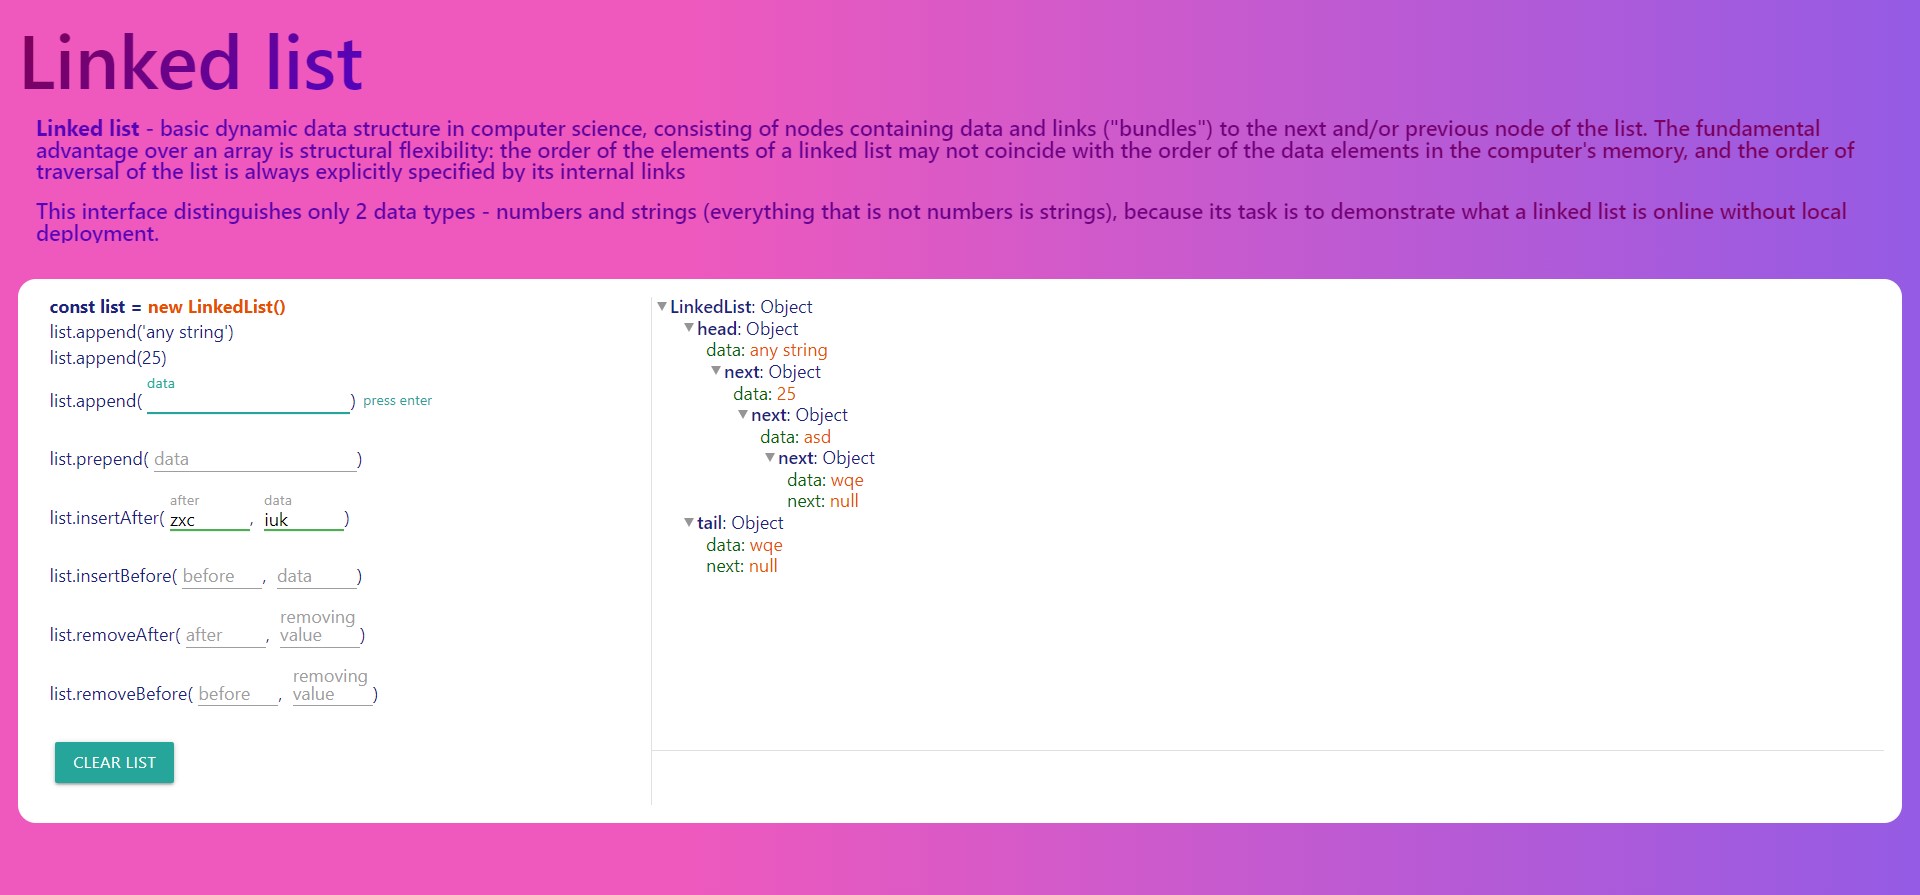 Linked list
Linked list - basic dynamic data structure in computer science, consisting of nodes containing data and links ("bundles") to the next and/or previous node of the list. The fundamental
advantage over an array is structural flexibility: the order of the elements of a linked list may not coincide with the order of the data elements in the computer's memory, and the order of
traversal of the list is always explicitly specified by its internal links
This interface distinguishes only 2 data types - numbers and strings (everything that is not numbers is strings), because its task is to demonstrate what a linked list is online without local
deployment.
const list = new LinkedList()
list.append('any string')
list.append(25)
data
list.append( ) press enter
list.prepend( data )
after data
list.insertAfter( zxc , iuk )
list.insertBefore( before , data )
removing
list.removeAfter( after , value )
removing
list.removeBefore( before , value )
CLEAR LIST
LinkedList: Object
head: Object
data: any string
next: Object
data: 25
next: Object
data: asd
next: Object
data: wqe
next: null
tail: Object
data: wqe
next: null